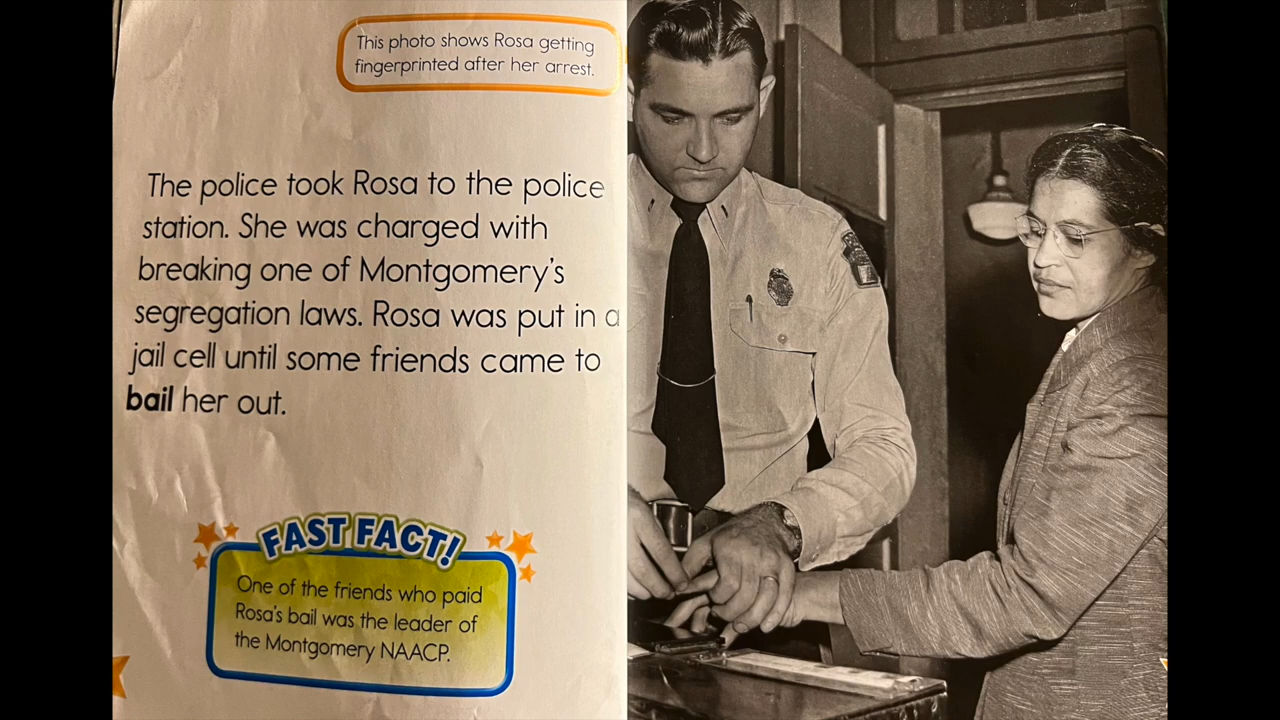 This photo shows Rosa getting
fingerprinted after her arrest.
The police took Rosa to the police
station. She was charged with
breaking one of Montgomery's
segregation laws. Rosa was put in a
jail cell until some friends came to
bail her out.
FAST FACT!
One of the friends who paid
Rosa's bail was the leader of
the Montgomery NAACP.